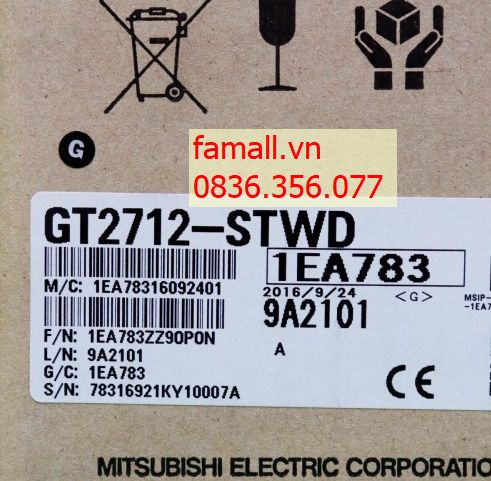 G
famall.vn
0836.356.077
GT2712-STWD
1EA783
M/C: 1EA78316092401
2016/9/24
<G>
MSIP-
-1EA7
9A2101
F/N: 1EA783ZZ90P0N
L/N: 9A2101
A
G/C: 1EA783
S/N: 78316921KY10007A
CE
MITSUBISHI ELECTRIC CORPORATIO